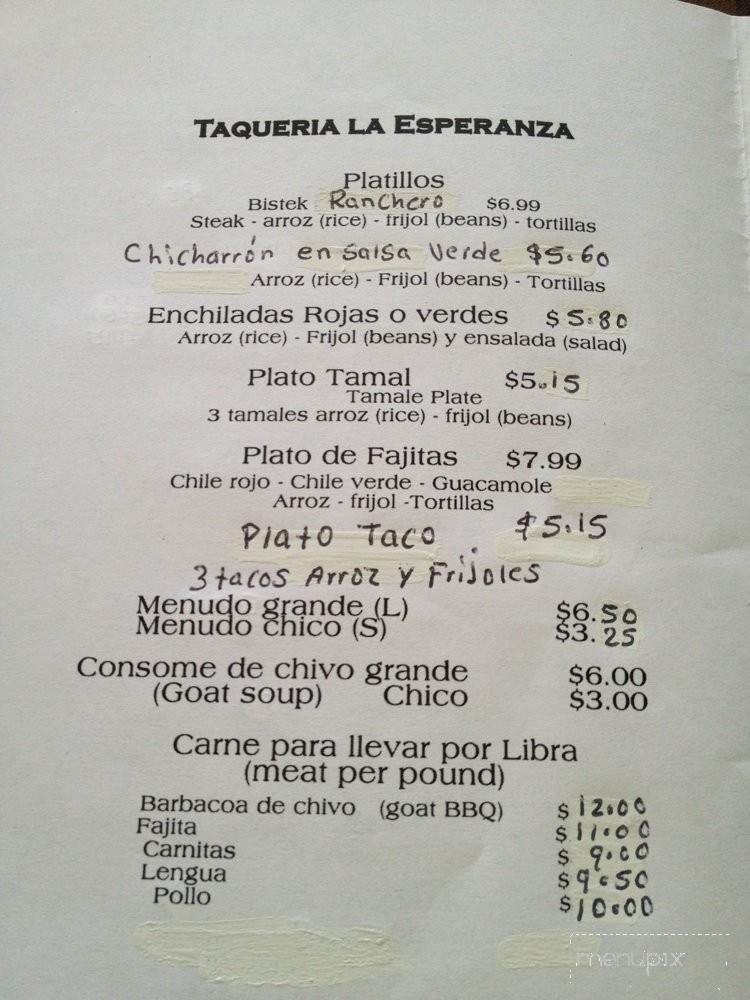 TAQUERIA LA ESPERANZA
Platillos
Bistek Ranchero $6.99
Steak - arroz (rice) - frijol (beans) - tortillas
Chicharrón en salsa Verde $5.60
Arroz (rice) - Frijol (beans) - Tortillas
Enchiladas Rojas o verdes $5.80
Arroz (rice) - Frijol (beans) y ensalada (salad)
Plato Tamal $5.15
Tamale Plate
3 tamales arroz (rice) - frijol (beans)
Plato de Fajitas $7.99
Chile rojo - Chile verde - Guacamole
Arroz - frijol -Tortillas
Plato Taco $5.15
3 tacos Arroz y Frijoles
Menudo grande (L) $6.50
Menudo chico (S) $3.25
Consome de chivo grande $6.00
(Goat soup) Chico $3.00
Carne para llevar por Libra
(meat per pound)
Barbacoa de chivo (goat BBQ) $12.00
Fajita $11.00
Carnitas $ 9.00
Lengua $9.50
Pollo $10.00
menupix